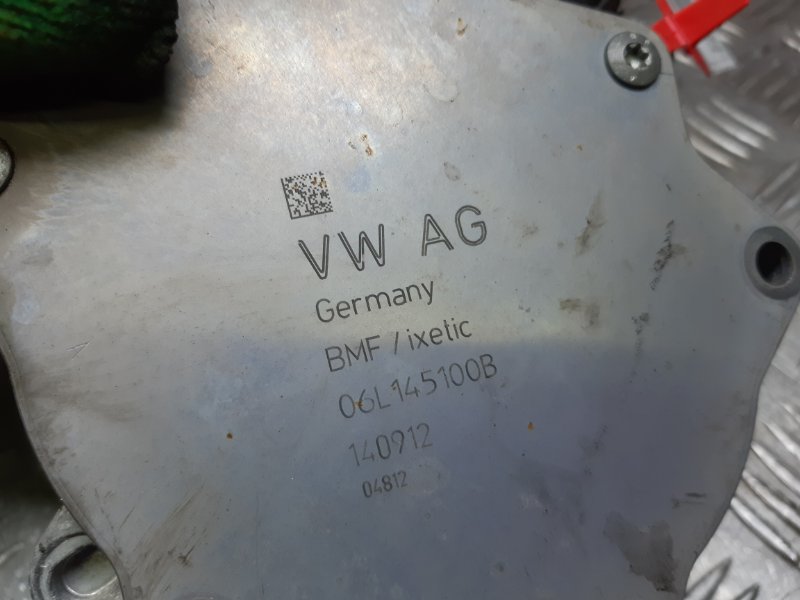 VW AG
Germany
BMF / ixetic
06L145100B
140912
04812